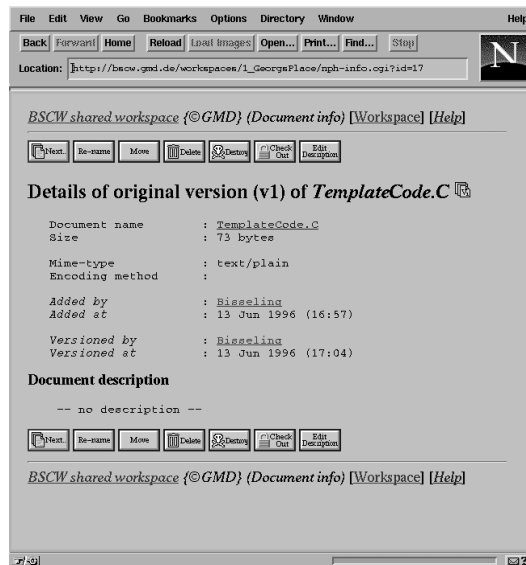 File Edit View Go Bookmarks Options Directory Window Help
Back Forward Home Reload Load Images Open... Print... Find... Stop
N
Location: http://bscw.gmd.de/workspaces/1_GeorgsPlace/nph-info.cgi?id=17
BSCW shared workspace {©GMD} (Document info) [Workspace] [Help]
Next. Re-name Move Delete Destroy Check Out Edit Description
Details of original version (v1) of TemplateCode.C
Document name : TemplateCode.C
Size : 73 bytes
Mime-type : text/plain
Encoding method :
Added by : Bisseling
Added at : 13 Jun 1996 (16:57)
Versioned by : Bisseling
Versioned at : 13 Jun 1996 (17:04)
Document description
-- no description --
Next. Re-name Move Delete Destroy Check Out Edit Description
BSCW shared workspace {©GMD} (Document info) [Workspace] [Help]